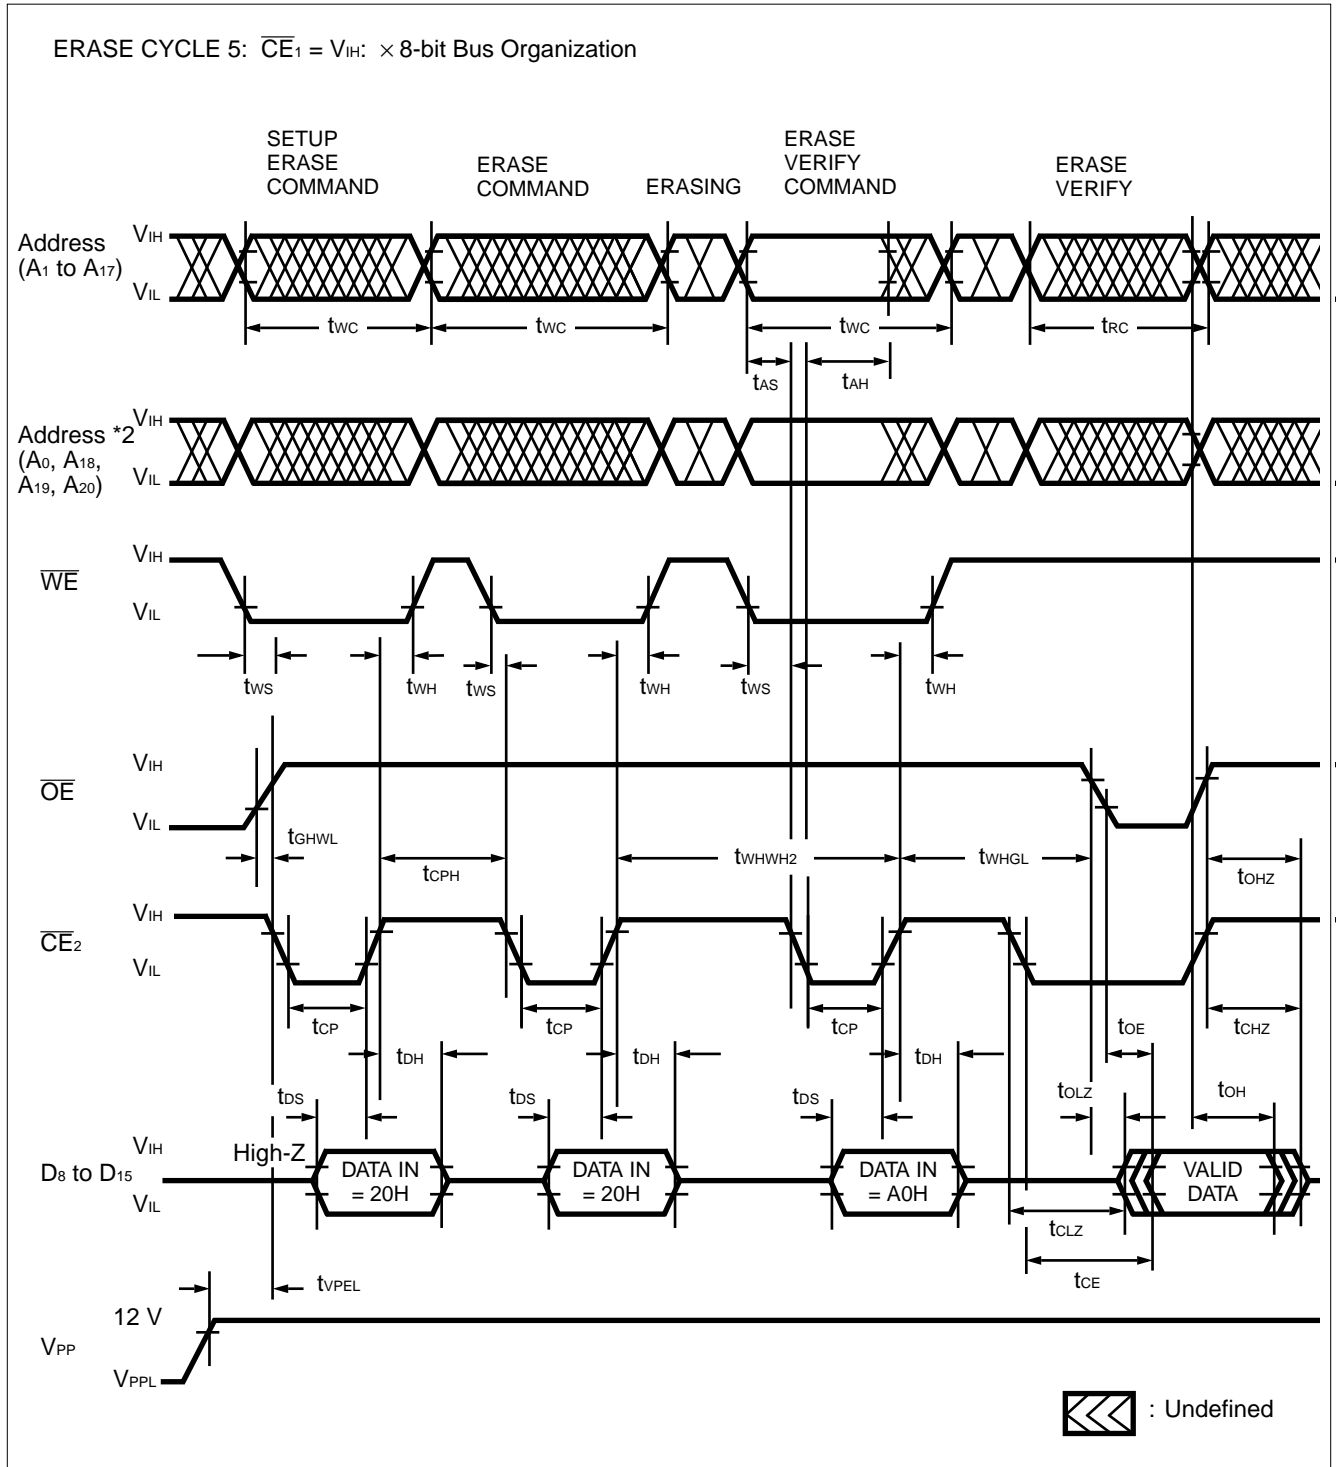 ERASE CYCLE 5: CE1 = VIH: × 8-bit Bus Organization
SETUP
ERASE
COMMAND
ERASE
COMMAND
ERASING
ERASE
VERIFY
COMMAND
ERASE
VERIFY
Address
(A1 to A17)
VIH
VIL
tWC
tWC
tWC
tRC
tAS
tAH
Address *2
(A0, A18,
A19, A20)
VIH
VIL
WE
VIH
VIL
tWS
tWH
tWS
tWH
tWS
tWH
OE
VIH
VIL
tGHWL
tCPH
tWHWH2
tWHGL
tOHZ
CE2
VIH
VIL
tCP
tCP
tCP
tOE
tCHZ
tDH
tDH
tDH
tDS
tDS
tDS
tOLZ
tOH
D8 to D15
VIH
VIL
High-Z
DATA IN
= 20H
DATA IN
= 20H
DATA IN
= A0H
VALID
DATA
tCLZ
tCE
tVPEL
VPP
12 V
VPPL
: Undefined